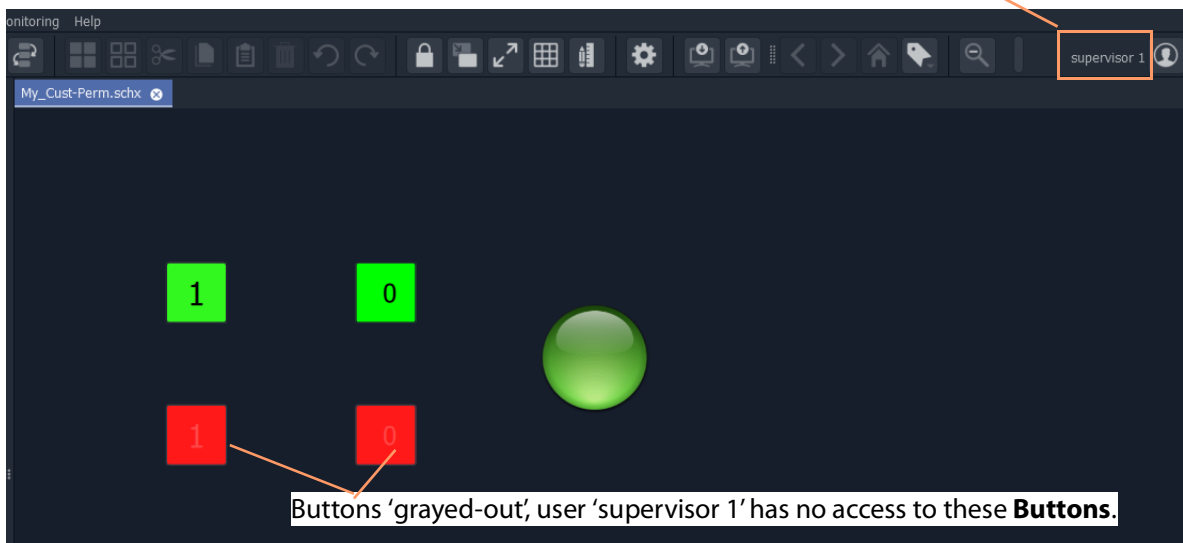 onitoring Help
supervisor 1
My_Cust-Perm.schx
1 0
1 0
Buttons ‘grayed-out’, user ‘supervisor 1’ has no access to these Buttons.